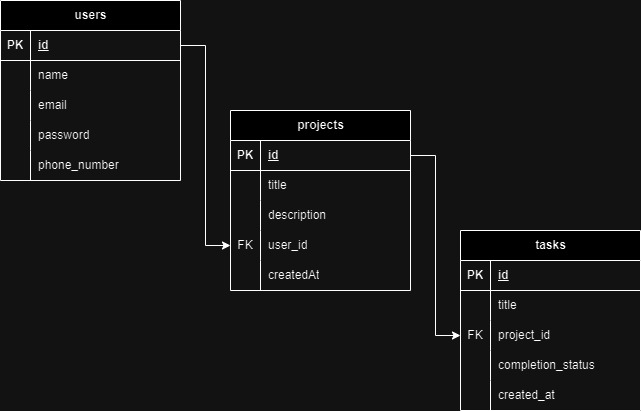 users
PK id
name
email
password
phone_number
projects
PK id
title
description
FK user_id
createdAt
tasks
PK id
title
FK project_id
completion_status
created_at